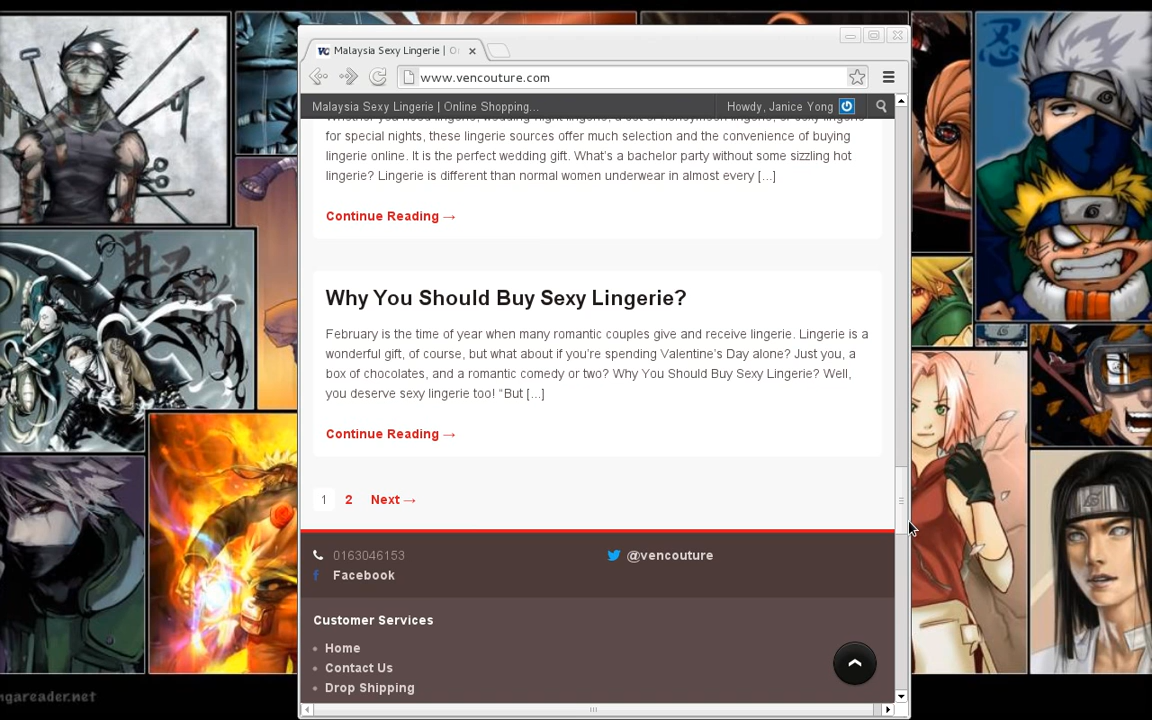 Malaysia Sexy Lingerie | O
www.vencouture.com
Malaysia Sexy Lingerie | Online Shopping...
Howdy, Janice Yong
for special nights, these lingerie sources offer much selection and the convenience of buying
lingerie online. It is the perfect wedding gift. What's a bachelor party without some sizzling hot
lingerie? Lingerie is different than normal women underwear in almost every [...]
Continue Reading →
Why You Should Buy Sexy Lingerie?
February is the time of year when many romantic couples give and receive lingerie. Lingerie is a
wonderful gift, of course, but what about if you're spending Valentine's Day alone? Just you, a
box of chocolates, and a romantic comedy or two? Why You Should Buy Sexy Lingerie? Well,
you deserve sexy lingerie too! "But [...]
Continue Reading →
1 2 Next →
0163046153
@vencouture
Facebook
Customer Services
Home
Contact Us
Drop Shipping
ngareader.net
忍